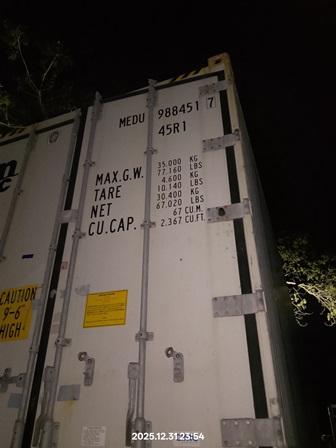 MEDU 988451 7
45R1
MAX.G.W. 35.000 KG
77.160 LBS
TARE 4.600 KG
10.140 LBS
NET 30.400 KG
67.020 LBS
CU.CAP. 67 CU.M.
2.367 CU.FT.
CAUTION
9-6
HIGH
2025.12.31 23:54